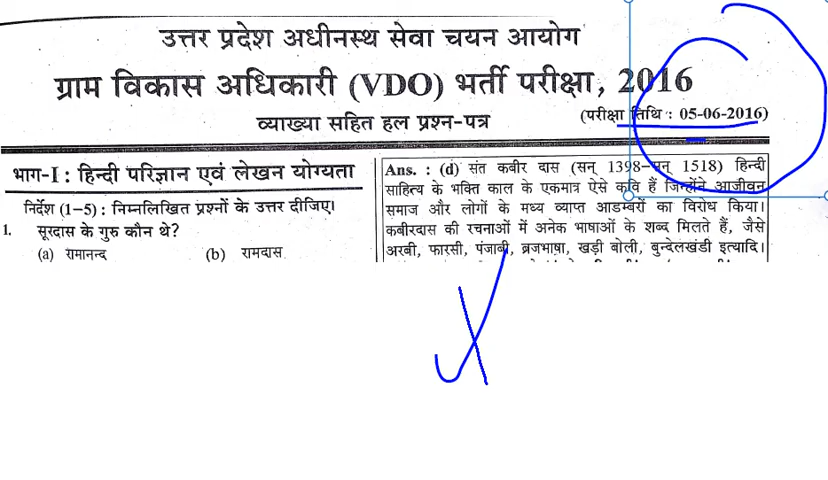 उत्तर प्रदेश अधीनस्थ सेवा चयन आयोग
ग्राम विकास अधिकारी (VDO) भर्ती परीक्षा, 2016
व्याख्या सहित हल प्रश्न-पत्र
(परीक्षा तिथि : 05-06-2016)
भाग-I : हिन्दी परिज्ञान एवं लेखन योग्यता
निर्देश (1–5) : निम्नलिखित प्रश्नों के उत्तर दीजिए।
1. सूरदास के गुरु कौन थे?
(a) रामानन्द (b) रामदास
Ans. : (d) संत कबीर दास (सन् 1398–सन् 1518) हिन्दी
साहित्य के भक्ति काल के एकमात्र ऐसे कवि हैं जिन्होंने आजीवन
समाज और लोगों के मध्य व्याप्त आडम्बरों का विरोध किया।
कबीरदास की रचनाओं में अनेक भाषाओं के शब्द मिलते हैं, जैसे
अरबी, फारसी, पंजाबी, ब्रजभाषा, खड़ी बोली, बुन्देलखंडी इत्यादि।